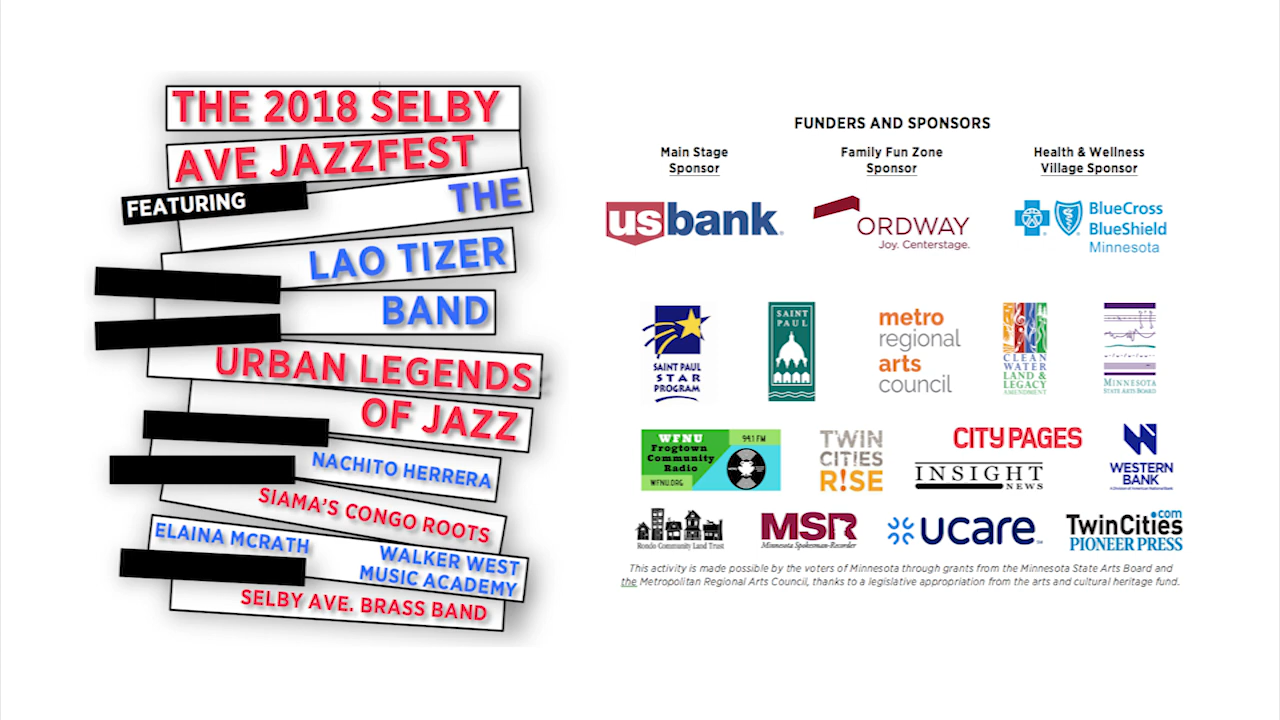 THE 2018 SELBY
AVE JAZZFEST
FEATURING
THE
LAO TIZER
BAND
URBAN LEGENDS
OF JAZZ
NACHITO HERRERA
SIAMA'S CONGO ROOTS
ELAINA MCRATH
WALKER WEST
MUSIC ACADEMY
SELBY AVE. BRASS BAND
FUNDERS AND SPONSORS
Main Stage
Sponsor
Family Fun Zone
Sponsor
Health & Wellness
Village Sponsor
usbank
ORDWAY
Joy. Centerstage.
BlueCross
BlueShield
Minnesota
SAINT PAUL
STAR
PROGRAM
SAINT
PAUL
metro
regional
arts
council
CLEAN
WATER
LAND &
LEGACY
AMENDMENT
MINNESOTA
STATE ARTS BOARD
WFNU
94.1 FM
Frogtown
Community
Radio
WFNU.ORG
TWIN
CITIES
R!SE
CITY PAGES
INSIGHT
NEWS
WESTERN
BANK
A Division of American National Bank
Rondo Community Land Trust
MSR
Minnesota Spokesman-Recorder
ucare
TwinCities.com
PIONEER PRESS
This activity is made possible by the voters of Minnesota through grants from the Minnesota State Arts Board and
the Metropolitan Regional Arts Council, thanks to a legislative appropriation from the arts and cultural heritage fund.